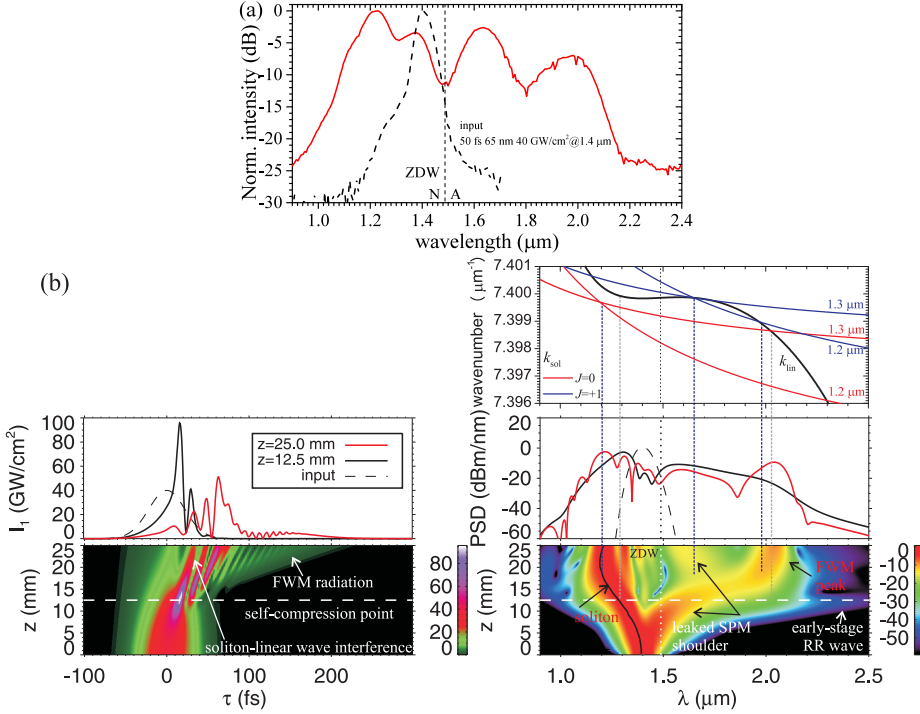 (a)
Norm. intensity (dB)
0
-5
-10
-15
-20
-25
-30
input
50 fs 65 nm 40 GW/cm²@1.4 μm
ZDW
N A
1.0 1.2 1.4 1.6 1.8 2.0 2.2 2.4
wavelength (μm)
(b)
I₁ (GW/cm²)
100
80
60
40
20
0
-100 0 100 200
z=25.0 mm
z=12.5 mm
input
z (mm)
25
20
15
10
5
0
FWM radiation
self-compression point
soliton-linear wave interference
80
60
40
20
0
-100 0 100 200
τ (fs)
wavenumber (μm⁻¹)
7.401
7.400
7.399
7.398
7.397
7.396
1.3 μm
1.3 μm
1.2 μm
1.2 μm
k_sol
J=0
J=+1
k_lin
PSD (dBm/nm)
0
-20
-40
-60
z (mm)
25
20
15
10
5
0
ZDW
soliton
FWM
peak
leaked SPM
shoulder
early-stage
RR wave
0
-10
-20
-30
-40
-50
1.0 1.5 2.0 2.5
λ (μm)